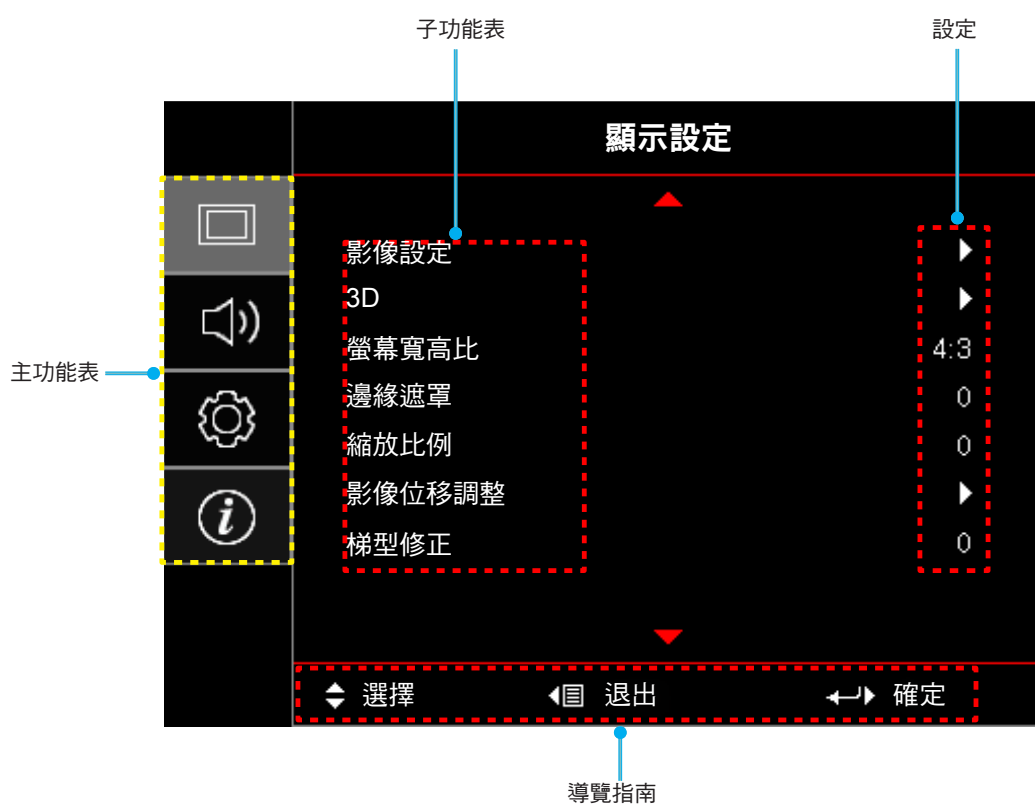 子功能表
設定
顯示設定
影像設定
3D
螢幕寬高比 4:3
邊緣遮罩 0
縮放比例 0
影像位移調整
梯型修正 0
主功能表
選擇 退出 確定
導覽指南